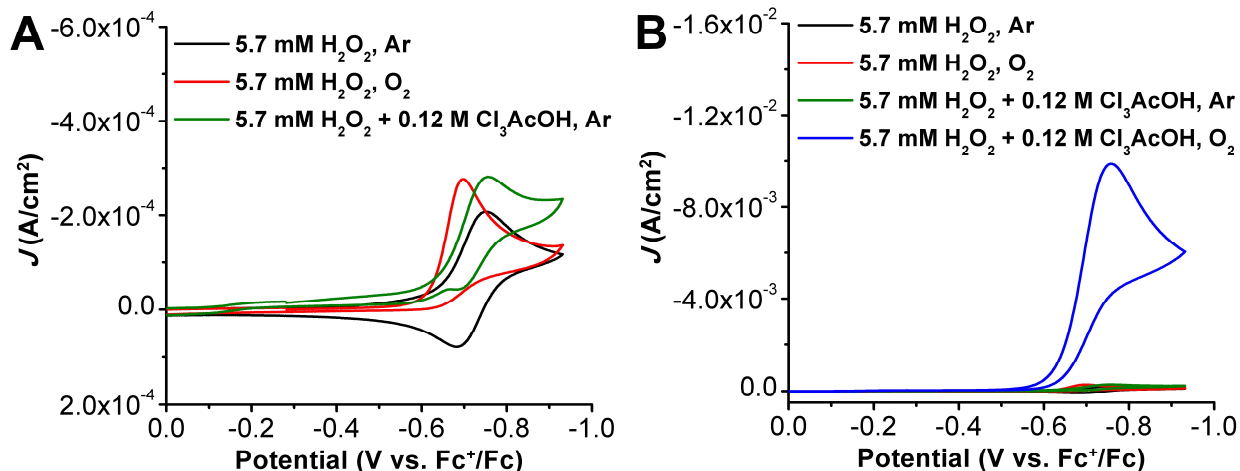 A
-6.0x10⁻⁴
-4.0x10⁻⁴
-2.0x10⁻⁴
0.0
2.0x10⁻⁴
J (A/cm²)
5.7 mM H₂O₂, Ar
5.7 mM H₂O₂, O₂
5.7 mM H₂O₂ + 0.12 M Cl₃AcOH, Ar
0.0 -0.2 -0.4 -0.6 -0.8 -1.0
Potential (V vs. Fc⁺/Fc)
B
-1.6x10⁻²
-1.2x10⁻²
-8.0x10⁻³
-4.0x10⁻³
0.0
J (A/cm²)
5.7 mM H₂O₂, Ar
5.7 mM H₂O₂, O₂
5.7 mM H₂O₂ + 0.12 M Cl₃AcOH, Ar
5.7 mM H₂O₂ + 0.12 M Cl₃AcOH, O₂
0.0 -0.2 -0.4 -0.6 -0.8 -1.0
Potential (V vs. Fc⁺/Fc)